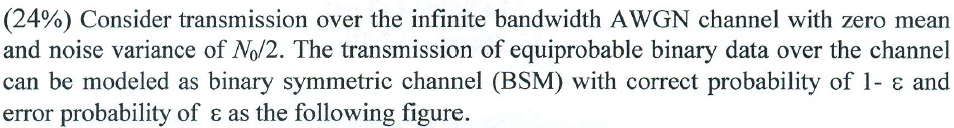 (24%) Consider transmission over the infinite bandwidth AWGN channel with zero mean
and noise variance of N₀/2. The transmission of equiprobable binary data over the channel
can be modeled as binary symmetric channel (BSM) with correct probability of 1- ε and
error probability of ε as the following figure.